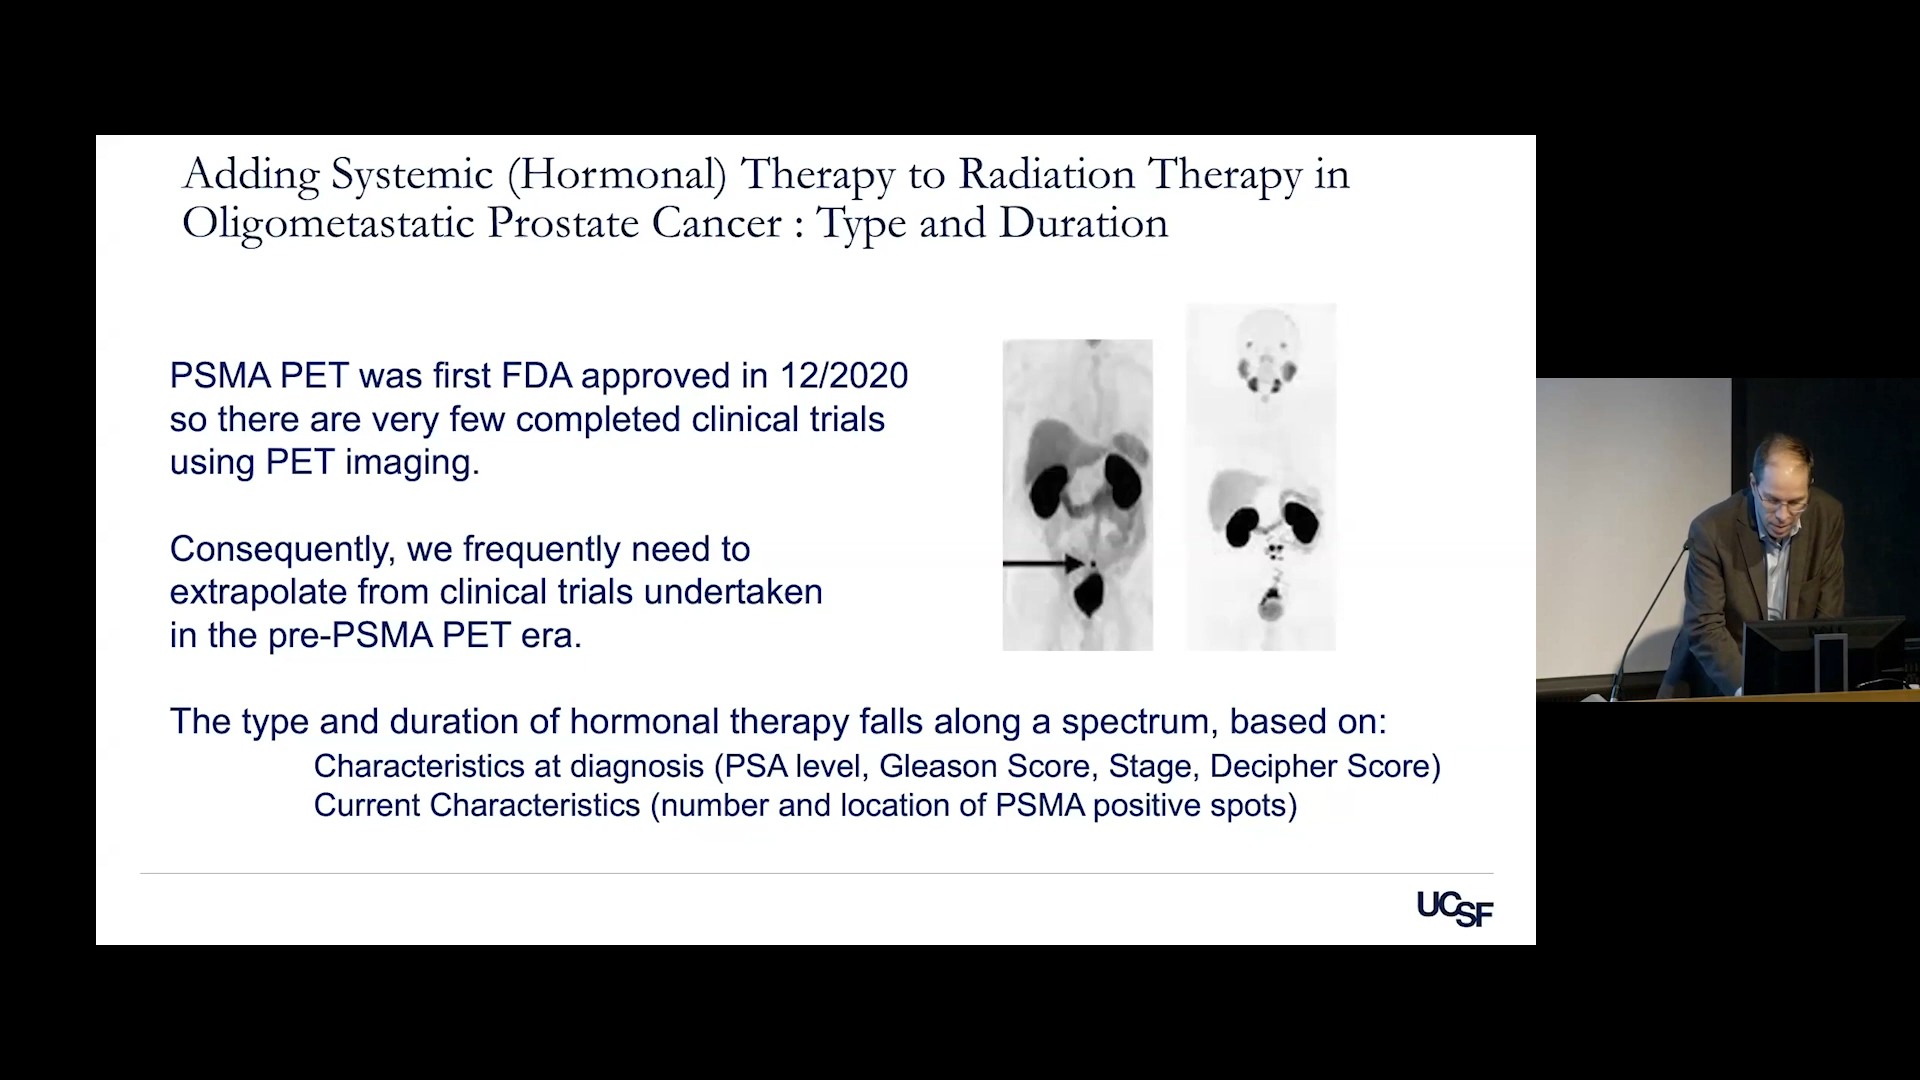 Adding Systemic (Hormonal) Therapy to Radiation Therapy in
Oligometastatic Prostate Cancer : Type and Duration
PSMA PET was first FDA approved in 12/2020
so there are very few completed clinical trials
using PET imaging.
Consequently, we frequently need to
extrapolate from clinical trials undertaken
in the pre-PSMA PET era.
The type and duration of hormonal therapy falls along a spectrum, based on:
Characteristics at diagnosis (PSA level, Gleason Score, Stage, Decipher Score)
Current Characteristics (number and location of PSMA positive spots)
UCSF